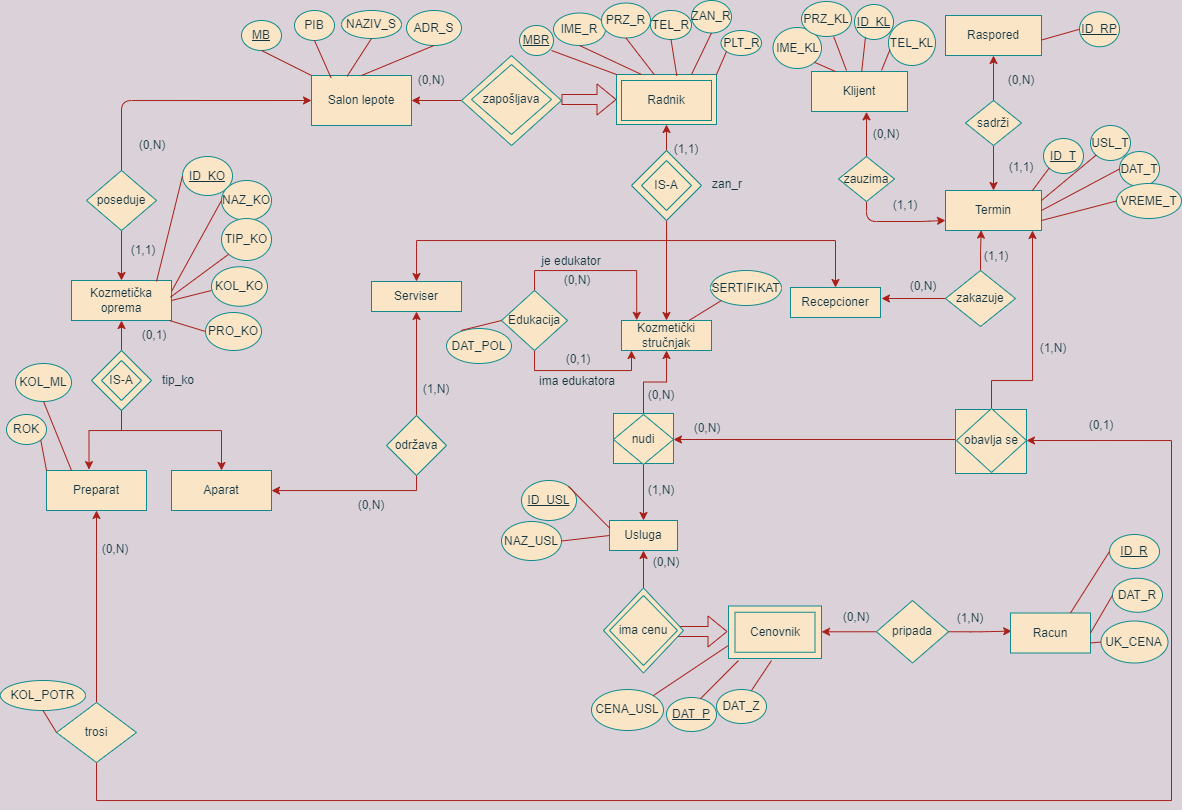 MB
PIB
NAZIV_S
ADR_S
MBR
IME_R
PRZ_R
TEL_R
ZAN_R
PLT_R
PRZ_KL
ID_KL
IME_KL
TEL_KL
Raspored
ID_RP
Salon lepote
(0,N)
zapošljava
Radnik
Klijent
(0,N)
sadrži
(0,N)
(0,N)
(1,1)
(1,1)
ID_T
USL_T
DAT_T
VREME_T
zauzima
(1,1)
Termin
IS-A
zan_r
poseduje
(1,1)
ID_KO
NAZ_KO
TIP_KO
KOL_KO
PRO_KO
Kozmetička
oprema
(0,1)
IS-A
tip_ko
je edukator
(0,N)
Edukacija
DAT_POL
(0,1)
ima edukatora
Serviser
SERTIFIKAT
Kozmetički
stručnjak
Recepcioner
(0,N)
zakazuje
(1,1)
(1,N)
KOL_ML
ROK
Preparat
Aparat
(1,N)
održava
(0,N)
(0,N)
nudi
(0,N)
obavlja se
(0,1)
(1,N)
ID_USL
NAZ_USL
Usluga
(0,N)
(0,N)
ima cenu
Cenovnik
(0,N)
pripada
(1,N)
Racun
ID_R
DAT_R
UK_CENA
CENA_USL
DAT_P
DAT_Z
KOL_POTR
trosi